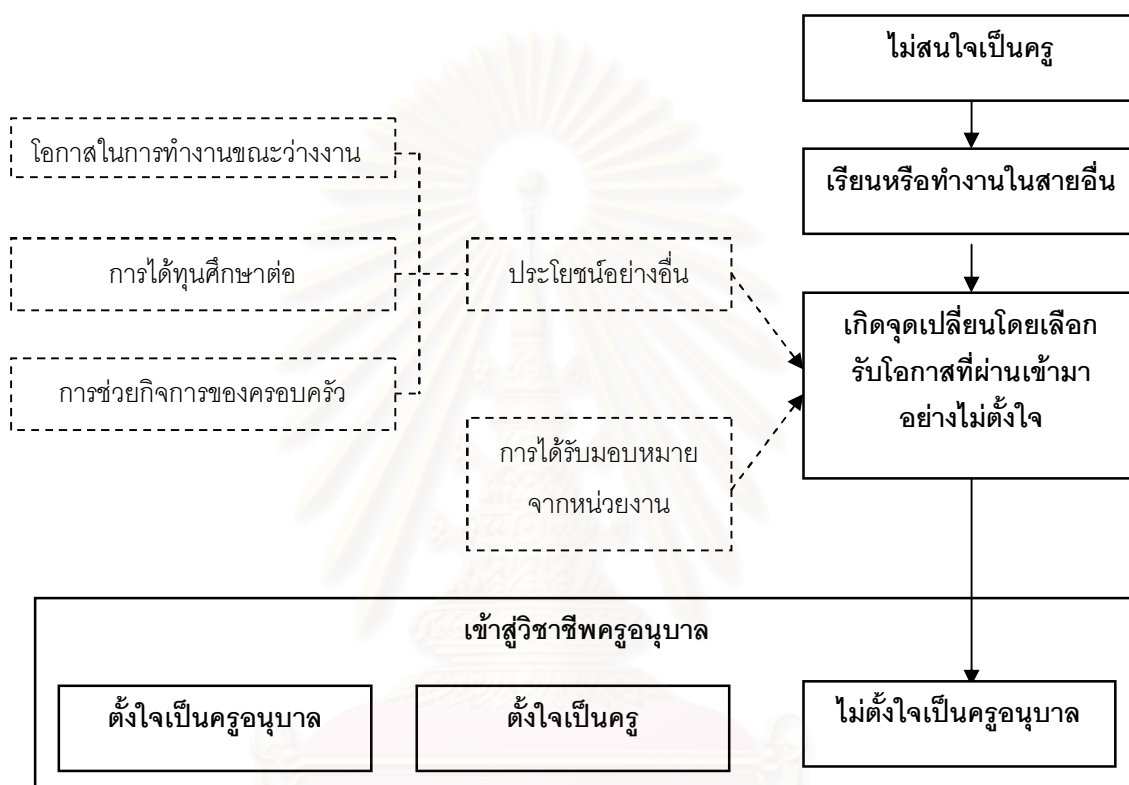 ไม่สนใจเป็นครู
โอกาสในการทำงานขณะว่างงาน
เรียนหรือทำงานในสายอื่น
การได้ทุนศึกษาต่อ
ประโยชน์อย่างอื่น
เกิดจุดเปลี่ยนโดยเลือก
รับโอกาสที่ผ่านเข้ามา
อย่างไม่ตั้งใจ
การช่วยกิจการของครอบครัว
การได้รับมอบหมาย
จากหน่วยงาน
เข้าสู่วิชาชีพครูอนุบาล
ตั้งใจเป็นครูอนุบาล
ตั้งใจเป็นครู
ไม่ตั้งใจเป็นครูอนุบาล